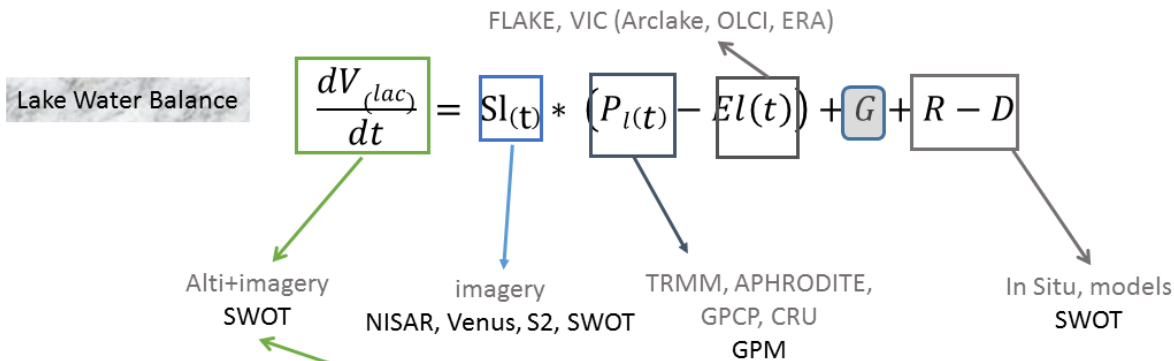 FLAKE, VIC (Arclake, OLCI, ERA)
Lake Water Balance
dV(lac)/dt = Sl(t) * (Pl(t) − El(t)) + G + R − D
Alti+imagery
SWOT
imagery
NISAR, Venus, S2, SWOT
TRMM, APHRODITE,
GPCP, CRU
GPM
In Situ, models
SWOT